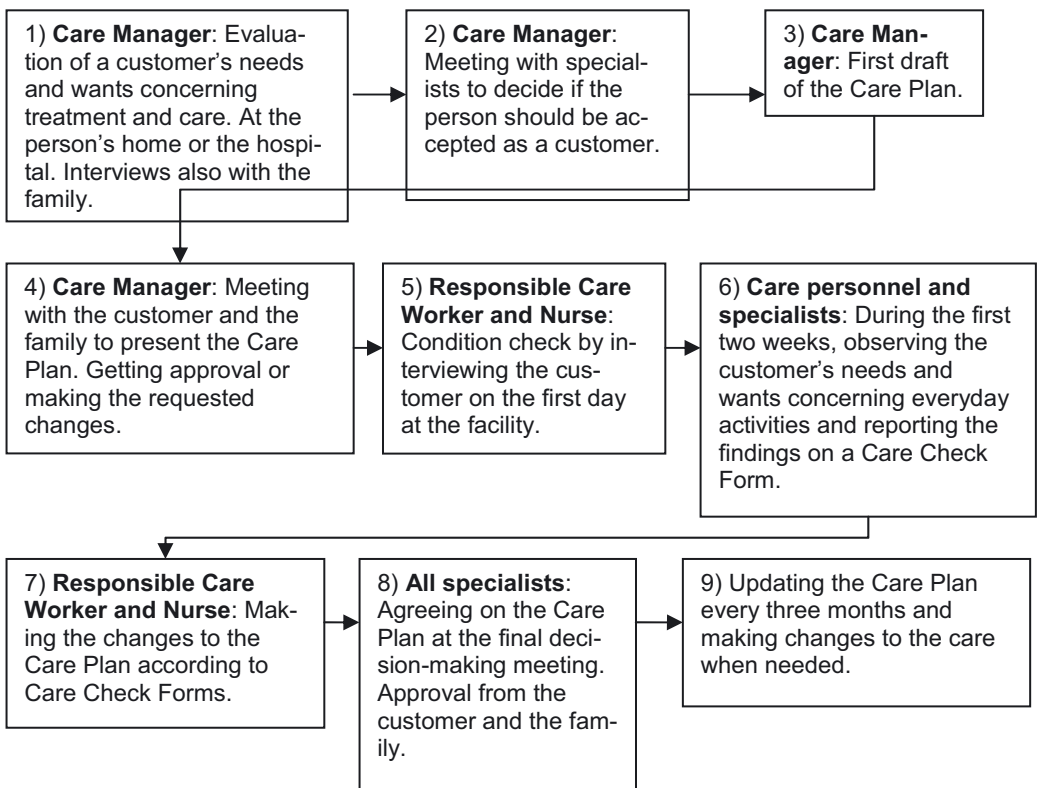 1) Care Manager: Evalua-
tion of a customer's needs
and wants concerning
treatment and care. At the
person's home or the hospi-
tal. Interviews also with the
family.
2) Care Manager:
Meeting with special-
ists to decide if the
person should be ac-
cepted as a customer.
3) Care Man-
ager: First draft
of the Care Plan.
4) Care Manager: Meeting
with the customer and the
family to present the Care
Plan. Getting approval or
making the requested
changes.
5) Responsible Care
Worker and Nurse:
Condition check by in-
terviewing the cus-
tomer on the first day
at the facility.
6) Care personnel and
specialists: During the first
two weeks, observing the
customer's needs and
wants concerning everyday
activities and reporting the
findings on a Care Check
Form.
7) Responsible Care
Worker and Nurse: Mak-
ing the changes to the
Care Plan according to
Care Check Forms.
8) All specialists:
Agreeing on the Care
Plan at the final deci-
sion-making meeting.
Approval from the
customer and the fam-
ily.
9) Updating the Care Plan
every three months and
making changes to the care
when needed.